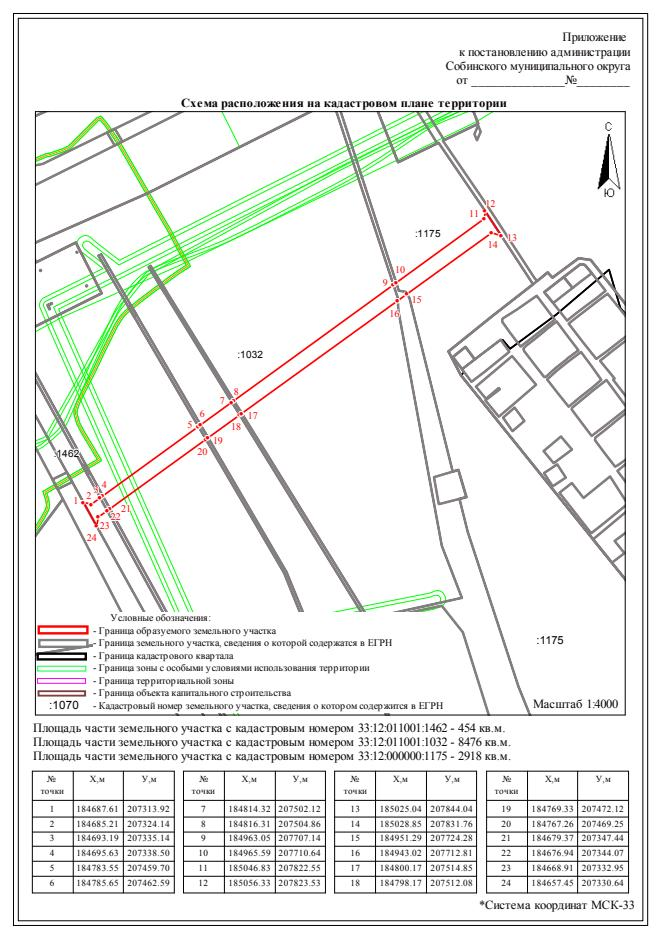 Приложение
к постановлению администрации
Собинского муниципального округа
от _______________№________
Схема расположения на кадастровом плане территории
С
Ю
12
11
:1175
14 13
10
9
15
16
:1032
8
7
17
18
6
5
19
20
:1462
4
3
1 2
21
22
23
24
:1175
Условные обозначения:
- Граница образуемого земельного участка
- Граница земельного участка, сведения о которой содержатся в ЕГРН
- Граница кадастрового квартала
- Граница зоны с особыми условиями использования территории
- Граница территориальной зоны
- Граница объекта капитального строительства
:1070 - Кадастровый номер земельного участка, сведения о котором содержится в ЕГРН
Масштаб 1:4000
Площадь части земельного участка с кадастровым номером 33:12:011001:1462 - 454 кв.м.
Площадь части земельного участка с кадастровым номером 33:12:011001:1032 - 8476 кв.м.
Площадь части земельного участка с кадастровым номером 33:12:000000:1175 - 2918 кв.м.
№ точки X,м У,м
1 184687.61 207313.92
2 184685.21 207324.14
3 184693.19 207335.14
4 184695.63 207338.50
5 184783.55 207459.70
6 184785.65 207462.59
№ точки X,м У,м
7 184814.32 207502.12
8 184816.31 207504.86
9 184963.05 207707.14
10 184965.59 207710.64
11 185046.83 207822.55
12 185056.33 207823.53
№ точки X,м У,м
13 185025.04 207844.04
14 185028.85 207831.76
15 184951.29 207724.28
16 184943.02 207712.81
17 184800.17 207514.85
18 184798.17 207512.08
№ точки X,м У,м
19 184769.33 207472.12
20 184767.26 207469.25
21 184679.37 207347.44
22 184676.94 207344.07
23 184668.91 207332.95
24 184657.45 207330.64
*Система координат МСК-33